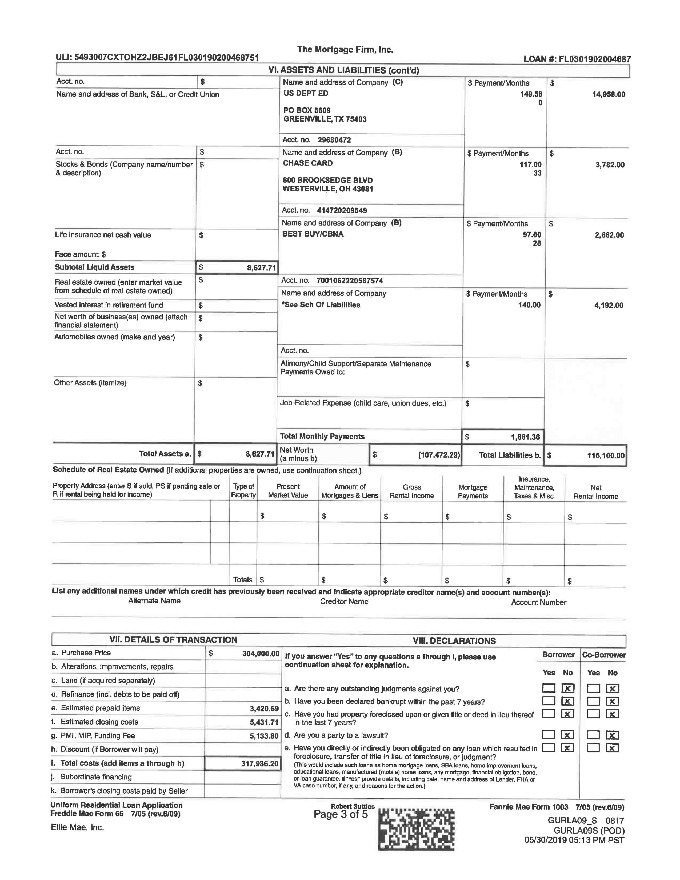 The Mortgage Firm, Inc.
ULI: 5493007CXTOHZ2JBEJ61FL030190200468751
LOAN #: FL0301902004687
VI. ASSETS AND LIABILITIES (cont'd)
Acct. no. $
Name and address of Bank, S&L, or Credit Union
Name and address of Company (C) $ Payment/Months $
US DEPT ED 149.58 14,958.00
0
PO BOX 5609
GREENVILLE, TX 75403
Acct no. 29680472
Acct. no. $
Name and address of Company (B) $ Payment/Months $
Stocks & Bonds (Company name/number $
& description)
CHASE CARD 117.00 3,782.00
33
800 BROOKSEDGE BLVD
WESTERVILLE, OH 43081
Acct no. 414720209049
Name and address of Company (B) $ Payment/Months $
Life insurance net cash value $
BEST BUY/CBNA 97.00 2,662.00
28
Face amount: $
Subtotal Liquid Assets $ 8,627.71
Real estate owned (enter market value $
from schedule of real estate owned)
Acct no. 7001062220587574
Name and address of Company $ Payment/Months $
Vested interest in retirement fund $
*See Sch Of Liabilities 140.00 4,192.00
Net worth of business(es) owned (attach $
financial statement)
Automobiles owned (make and year) $
Acct no.
Alimony/Child Support/Separate Maintenance $
Payments Owed to:
Other Assets (itemize) $
Job-Related Expense (child care, union dues, etc.) $
Total Monthly Payments $ 1,661.36
Total Assets a. $ 8,627.71 Net Worth $ (107,472.29) Total Liabilities b. $ 116,100.00
(a minus b)
Schedule of Real Estate Owned (If additional properties are owned, use continuation sheet.)
Property Address (enter S if sold, PS if pending sale or
R if rental being held for income)
Type of
Property
Present
Market Value
Amount of
Mortgages & Liens
Gross
Rental Income
Mortgage
Payments
Insurance,
Maintenance,
Taxes & Misc
Net
Rental Income
$ $ $ $ $ $
Totals $ $ $ $ $ $
List any additional names under which credit has previously been received and indicate appropriate creditor name(s) and account number(s):
Alternate Name Creditor Name Account Number
VII. DETAILS OF TRANSACTION
a. Purchase Price $ 304,000.00
b. Alterations, improvements, repairs
c. Land (if acquired separately)
d. Refinance (incl. debts to be paid off)
e. Estimated prepaid items 3,420.69
f. Estimated closing costs 5,431.71
g. PMI, MIP, Funding Fee 5,133.80
h. Discount (if Borrower will pay)
i. Total costs (add items a through h) 317,986.20
j. Subordinate financing
k. Borrower's closing costs paid by Seller
VIII. DECLARATIONS
If you answer "Yes" to any questions a through i, please use
continuation sheet for explanation.
Borrower Co-Borrower
Yes No Yes No
a. Are there any outstanding judgments against you? X X
b. Have you been declared bankrupt within the past 7 years? X X
c. Have you had property foreclosed upon or given title or deed in lieu thereof X X
in the last 7 years?
d. Are you a party to a lawsuit? X X
e. Have you directly or indirectly been obligated on any loan which resulted in X X
foreclosure, transfer of title in lieu of foreclosure, or judgment?
(This would include such loans as home mortgage loans, SBA loans, home improvement loans,
educational loans, manufactured (mobile) home loans, any mortgage, financial obligation, bond,
or loan guarantee. If "Yes" provide details, including date, name and address of Lender, FHA or
VA case number, if any, and reasons for the action.)
Uniform Residential Loan Application
Freddie Mac Form 65 7/05 (rev.6/09)
Ellie Mae, Inc.
Page 3 of 5
Fannie Mae Form 1003 7/05 (rev.6/09)
GURLA09_S 0817
GURLA09S (POD)
05/30/2019 05:13 PM PST